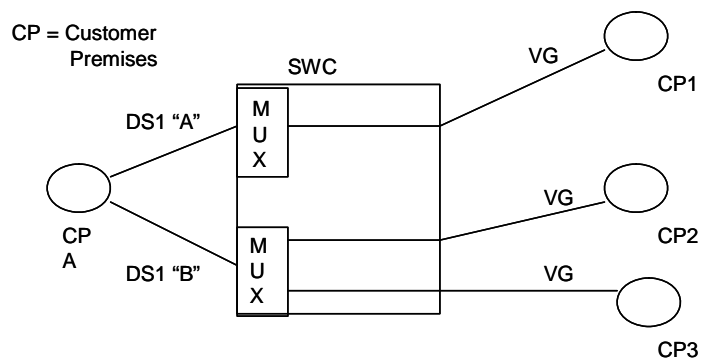 CP = Customer
Premises
SWC
VG
CP1
DS1 “A”
M
U
X
CP
A
DS1 “B”
M
U
X
VG
CP2
VG
CP3